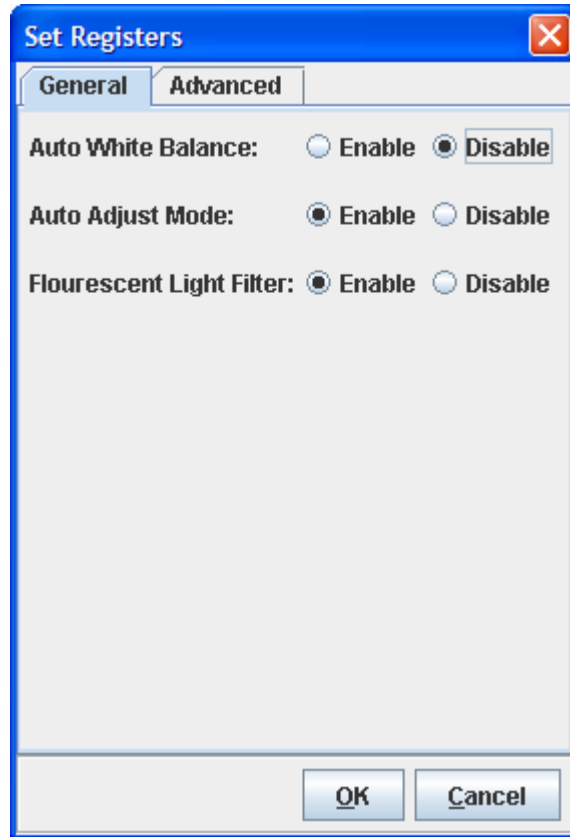 Set Registers
General Advanced
Auto White Balance: Enable Disable
Auto Adjust Mode: Enable Disable
Flourescent Light Filter: Enable Disable
OK Cancel